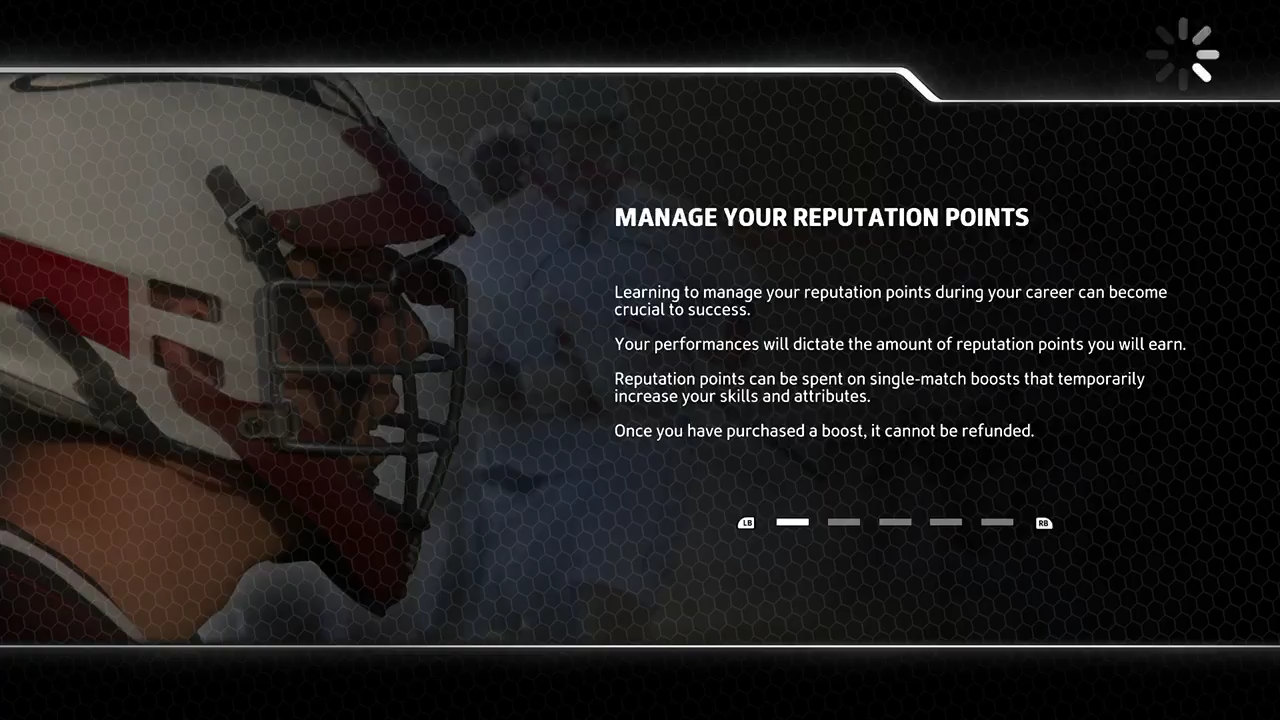 MANAGE YOUR REPUTATION POINTS
Learning to manage your reputation points during your career can become
crucial to success.
Your performances will dictate the amount of reputation points you will earn.
Reputation points can be spent on single-match boosts that temporarily
increase your skills and attributes.
Once you have purchased a boost, it cannot be refunded.
LB RB